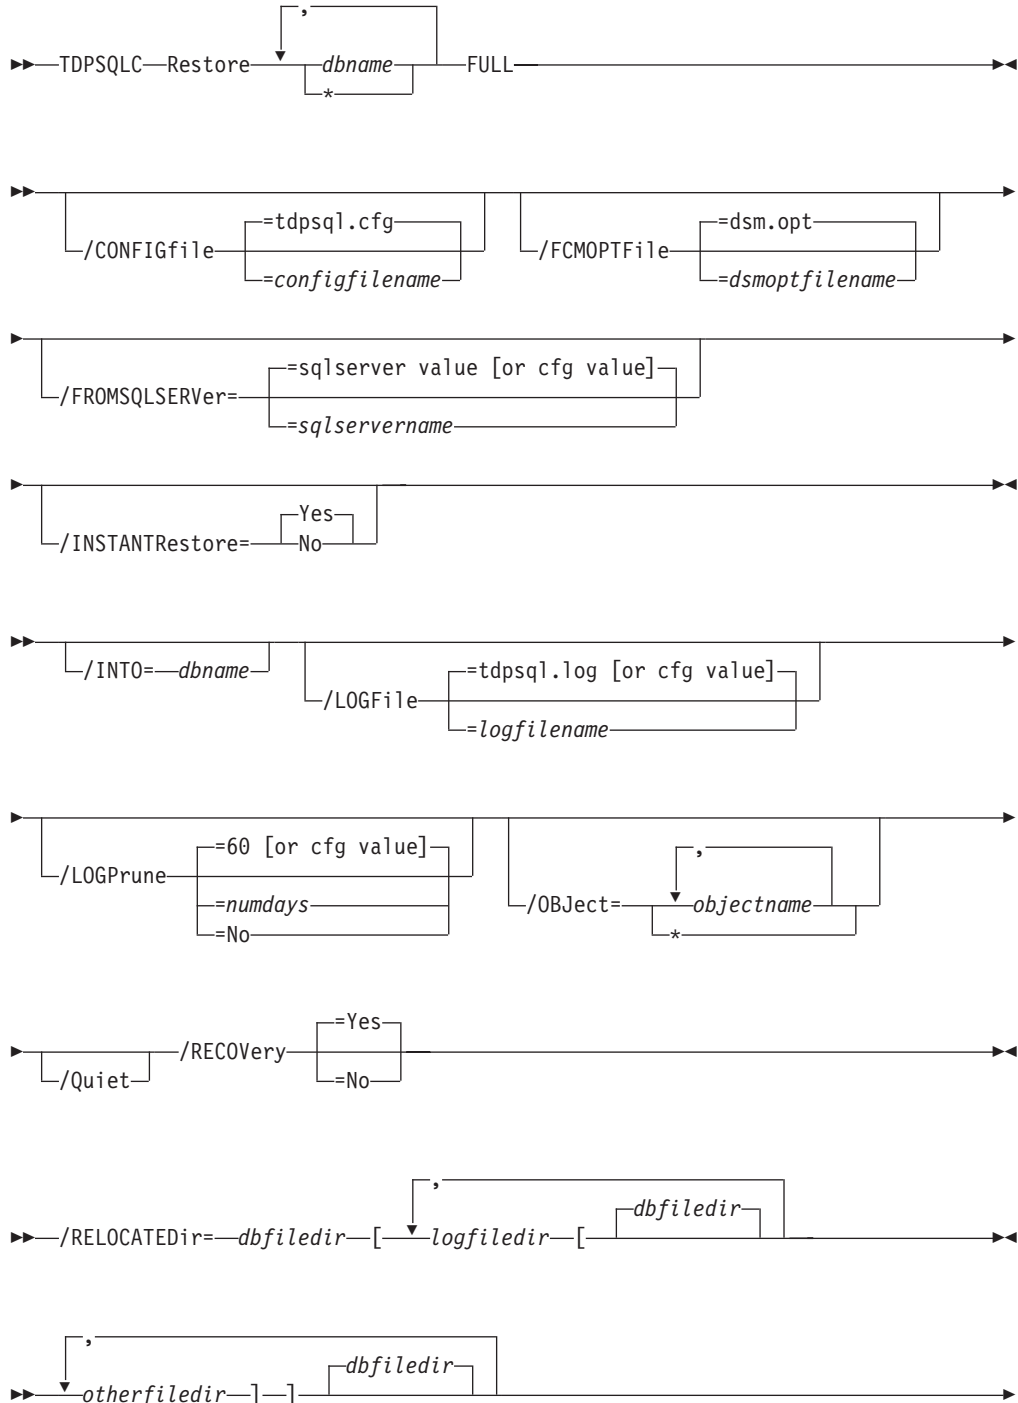 ,
TDPSQLC Restore dbname FULL
*
=tdpsql.cfg =dsm.opt
/CONFIGfile /FCMOPTFile
=configfilename =dsmoptfilename
=sqlserver value [or cfg value]
/FROMSQLSERVer=
=sqlservername
Yes
/INSTANTRestore= No
/INTO= dbname =tdpsql.log [or cfg value]
/LOGFile
=logfilename
=60 [or cfg value] ,
/LOGPrune
=numdays /OBJect= objectname
=No *
=Yes
/RECOVery
/Quiet =No
,
dbfiledir
/RELOCATEDir= dbfiledir [ logfiledir [
,
dbfiledir
otherfiledir ] ]